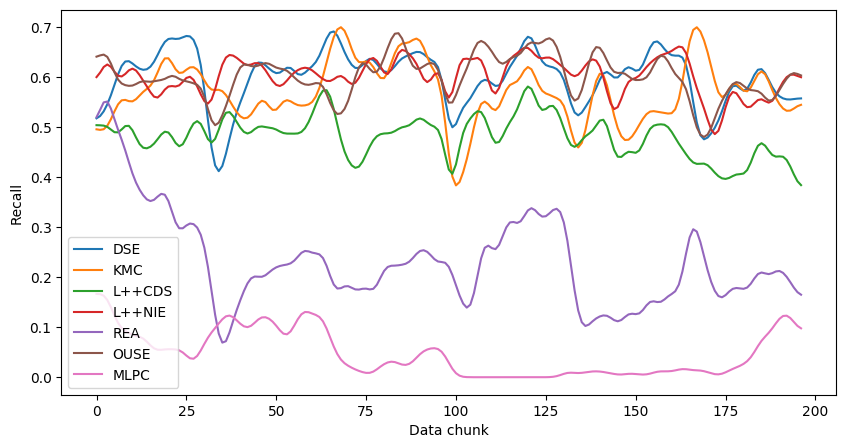 0.7
0.6
0.5
0.4
0.3
0.2
0.1
0.0
Recall
DSE
KMC
L++CDS
L++NIE
REA
OUSE
MLPC
0 25 50 75 100 125 150 175 200
Data chunk